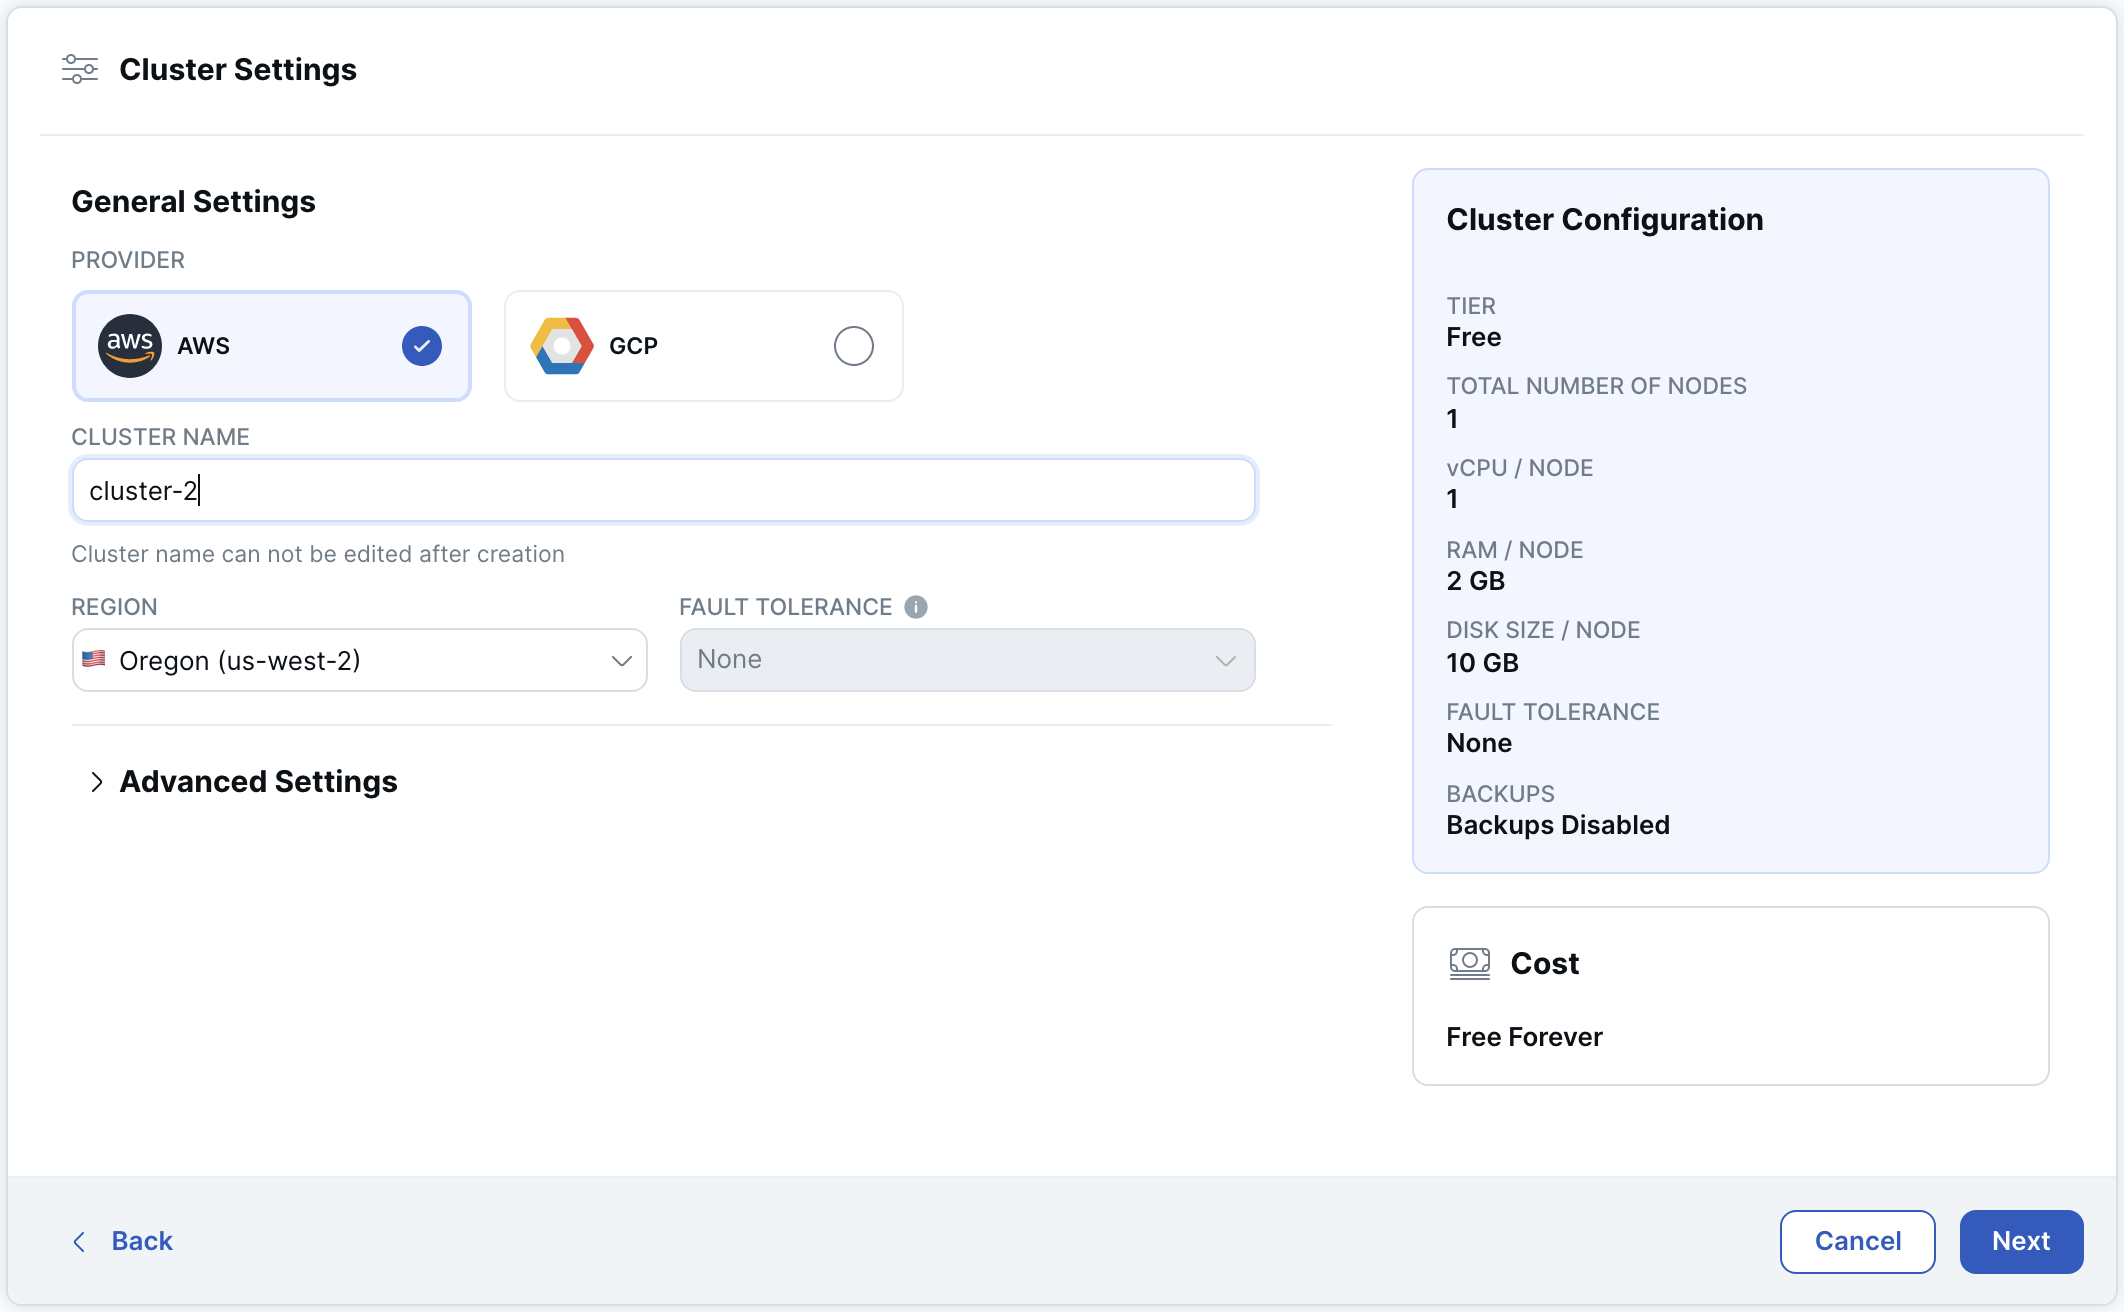 Cluster Settings
General Settings
PROVIDER
aws AWS
GCP
CLUSTER NAME
cluster-2
Cluster name can not be edited after creation
REGION
Oregon (us-west-2)
FAULT TOLERANCE i
None
Advanced Settings
Cluster Configuration
TIER
Free
TOTAL NUMBER OF NODES
1
vCPU / NODE
1
RAM / NODE
2 GB
DISK SIZE / NODE
10 GB
FAULT TOLERANCE
None
BACKUPS
Backups Disabled
Cost
Free Forever
Back
Cancel
Next